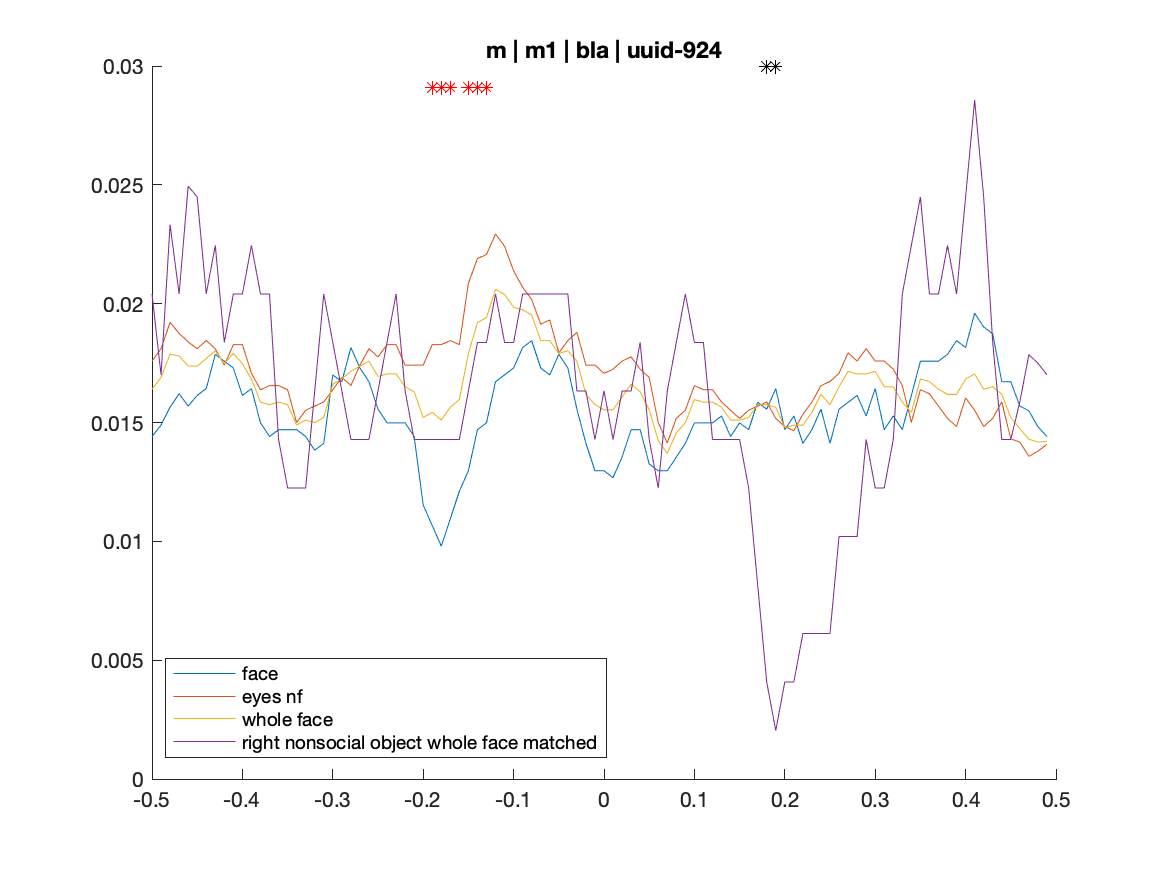 m | m1 | bla | uuid-924
0.03
0.025
0.02
0.015
0.01
0.005
0
face
eyes nf
whole face
right nonsocial object whole face matched
-0.5 -0.4 -0.3 -0.2 -0.1 0 0.1 0.2 0.3 0.4 0.5